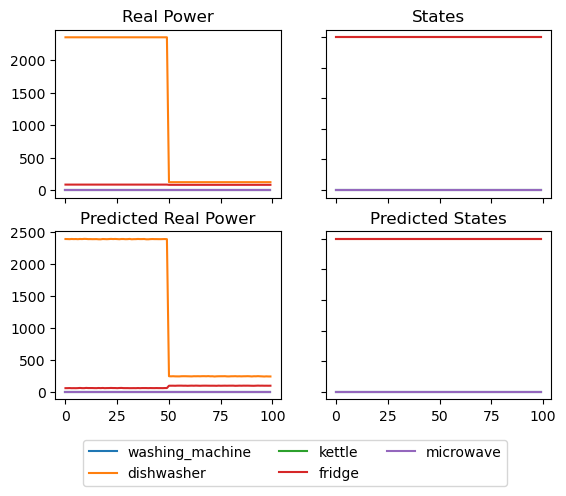 Real Power
States
2000
1500
1000
500
0
Predicted Real Power
Predicted States
2500
2000
1500
1000
500
0
0 25 50 75 100
0 25 50 75 100
washing_machine kettle microwave
dishwasher fridge